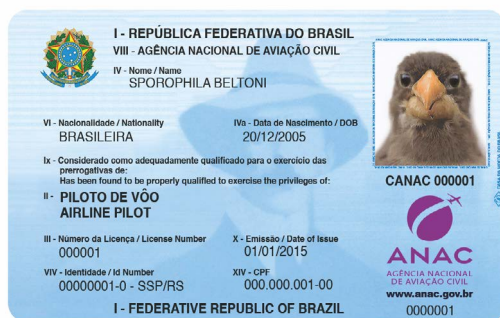 I - REPÚBLICA FEDERATIVA DO BRASIL
VIII - AGÊNCIA NACIONAL DE AVIAÇÃO CIVIL
IV - Nome / Name
SPOROPHILA BELTONI
VI - Nacionalidade / Nationality
BRASILEIRA
IVa - Data de Nascimento / DOB
20/12/2005
Ix - Considerado como adequadamente qualificado para o exercício das
prerrogativas de:
Has been found to be properly qualified to exercise the privileges of:
II - PILOTO DE VÔO
AIRLINE PILOT
III - Número da Licença / License Number
000001
X - Emissão / Date of Issue
01/01/2015
VIV - Identidade / Id Number
00000001-0 - SSP/RS
XIV - CPF
000.000.001-00
I - FEDERATIVE REPUBLIC OF BRAZIL
CANAC 000001
ANAC
AGÊNCIA NACIONAL
DE AVIAÇÃO CIVIL
www.anac.gov.br
0000001